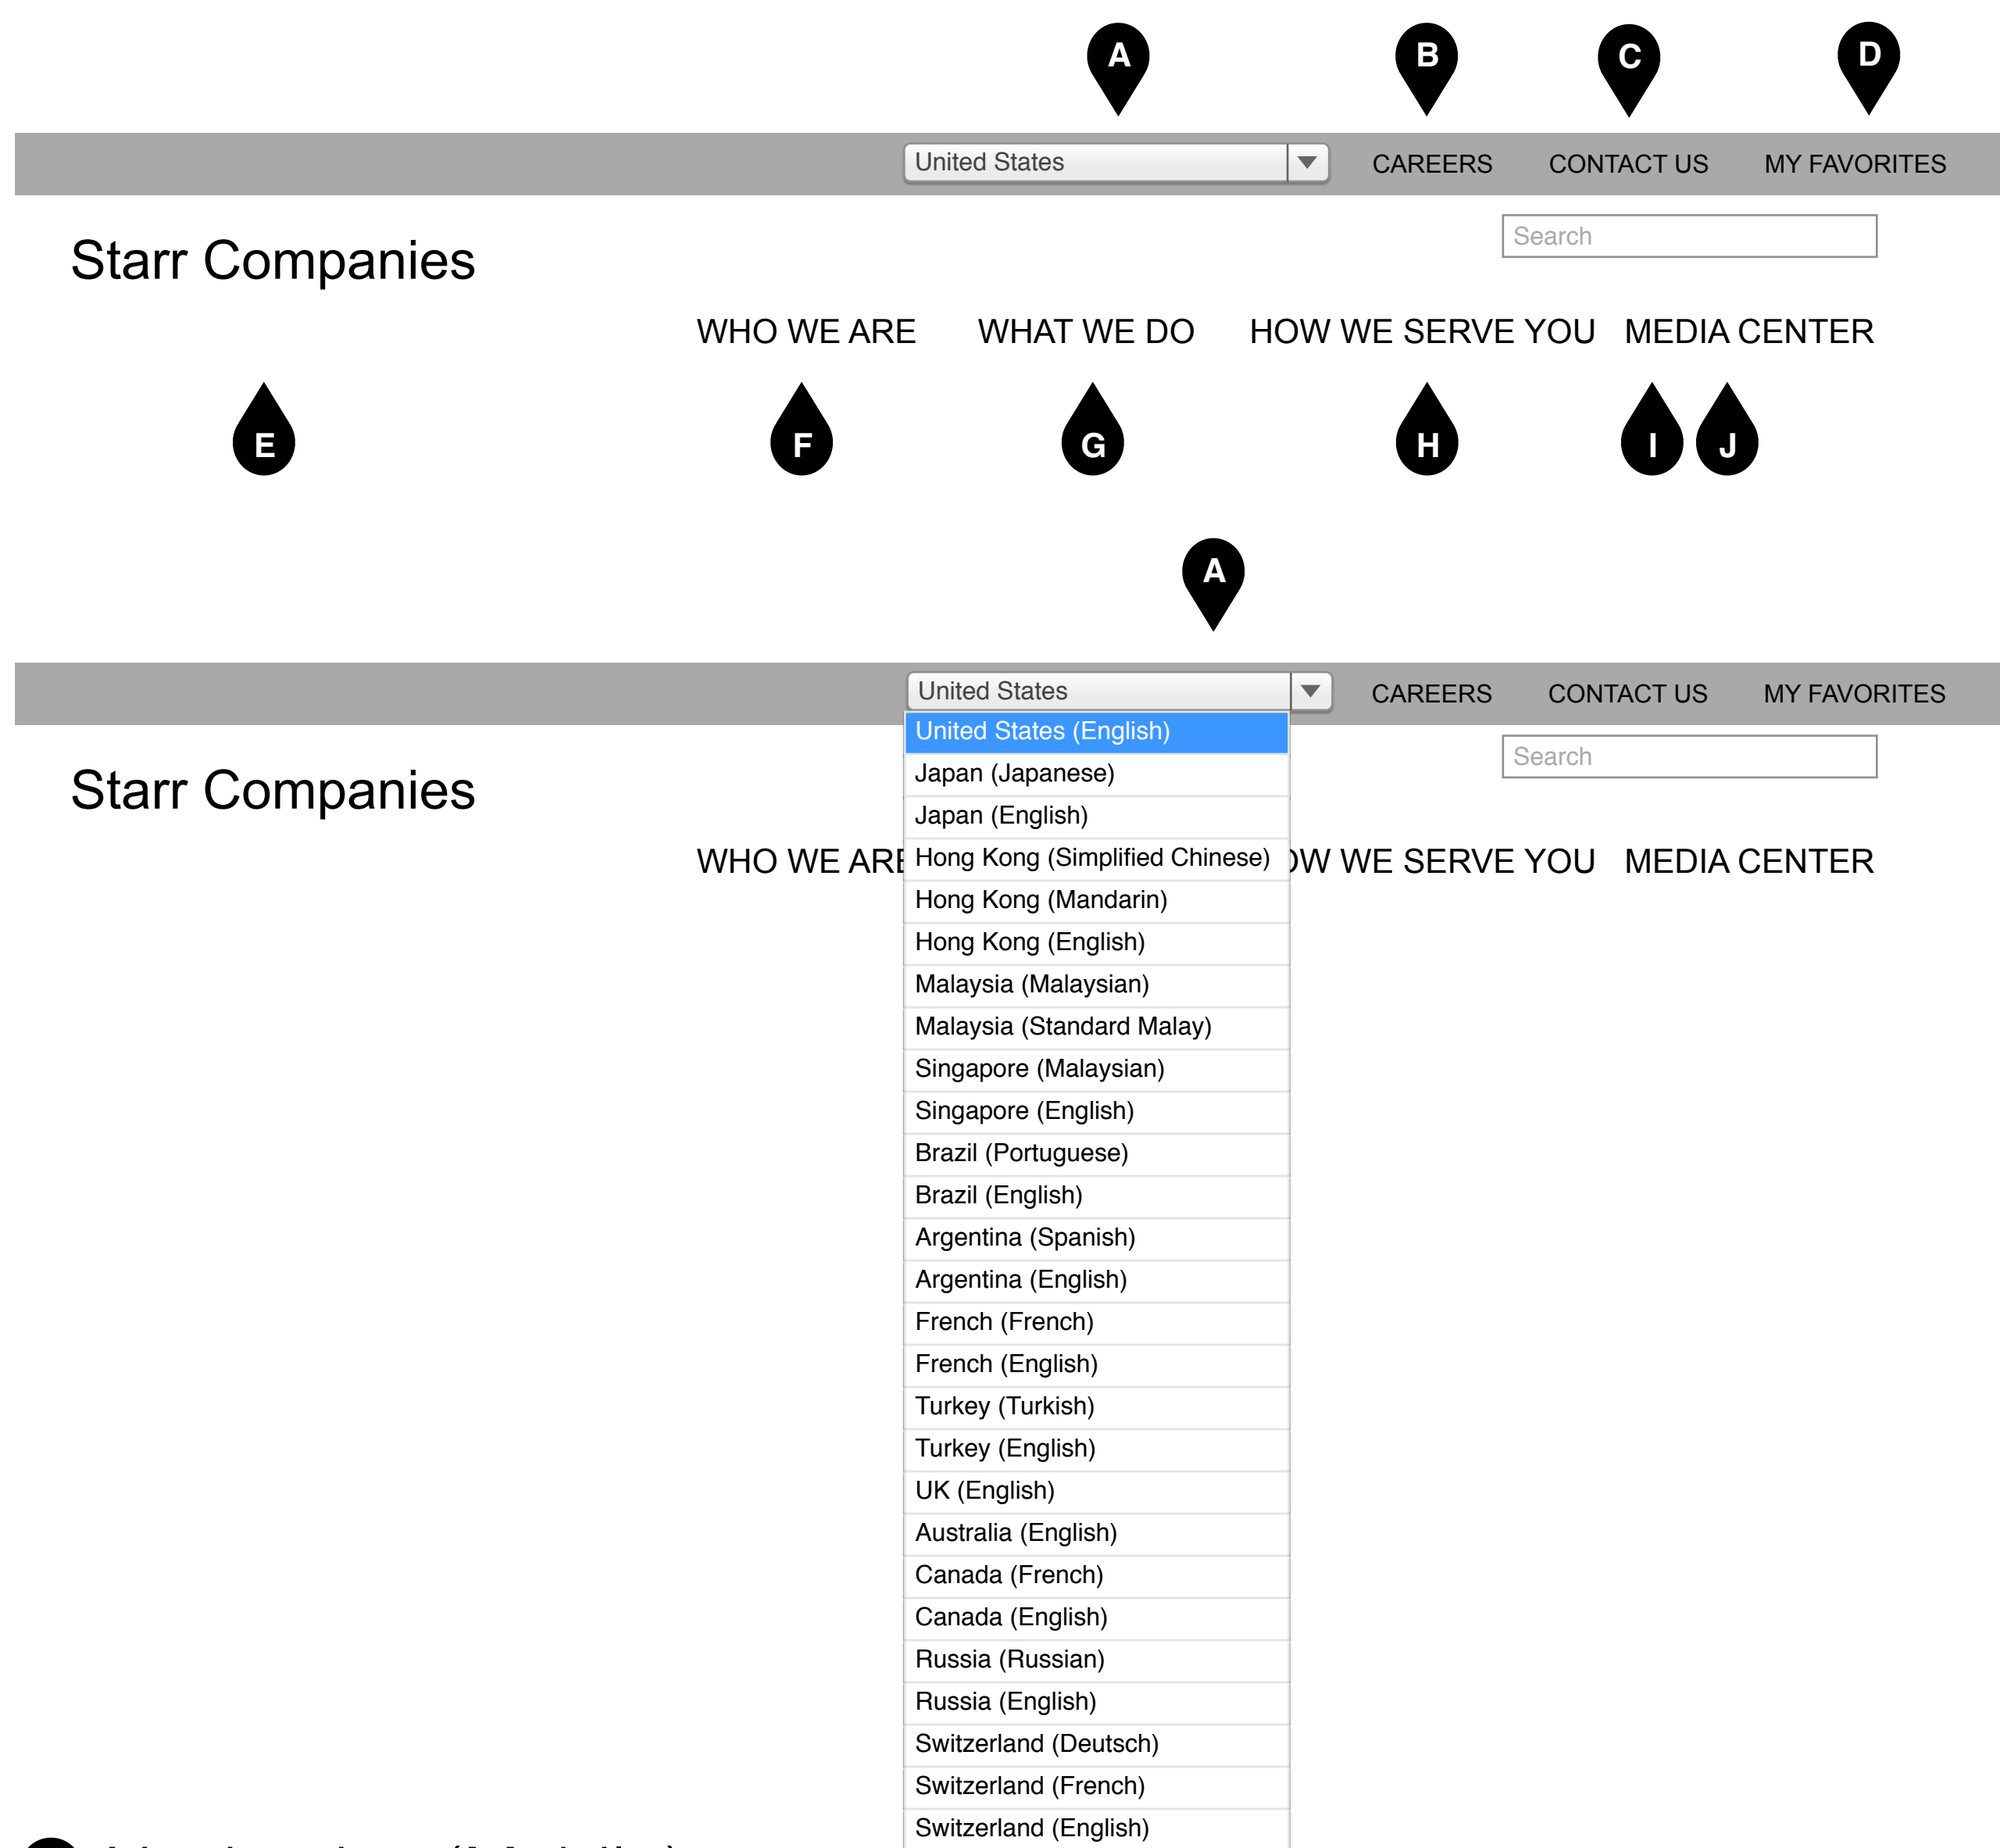 A
B
C
D
United States
CAREERS
CONTACT US
MY FAVORITES
Search
Starr Companies
WHO WE ARE
WHAT WE DO
HOW WE SERVE YOU
MEDIA CENTER
E
F
G
H
I
J
A
United States
CAREERS
CONTACT US
MY FAVORITES
United States (English)
Search
Starr Companies
Japan (Japanese)
Japan (English)
WHO WE ARE
OW WE SERVE YOU
MEDIA CENTER
Hong Kong (Simplified Chinese)
Hong Kong (Mandarin)
Hong Kong (English)
Malaysia (Malaysian)
Malaysia (Standard Malay)
Singapore (Malaysian)
Singapore (English)
Brazil (Portuguese)
Brazil (English)
Argentina (Spanish)
Argentina (English)
French (French)
French (English)
Turkey (Turkish)
Turkey (English)
UK (English)
Australia (English)
Canada (French)
Canada (English)
Russia (Russian)
Russia (English)
Switzerland (Deutsch)
Switzerland (French)
Switzerland (English)